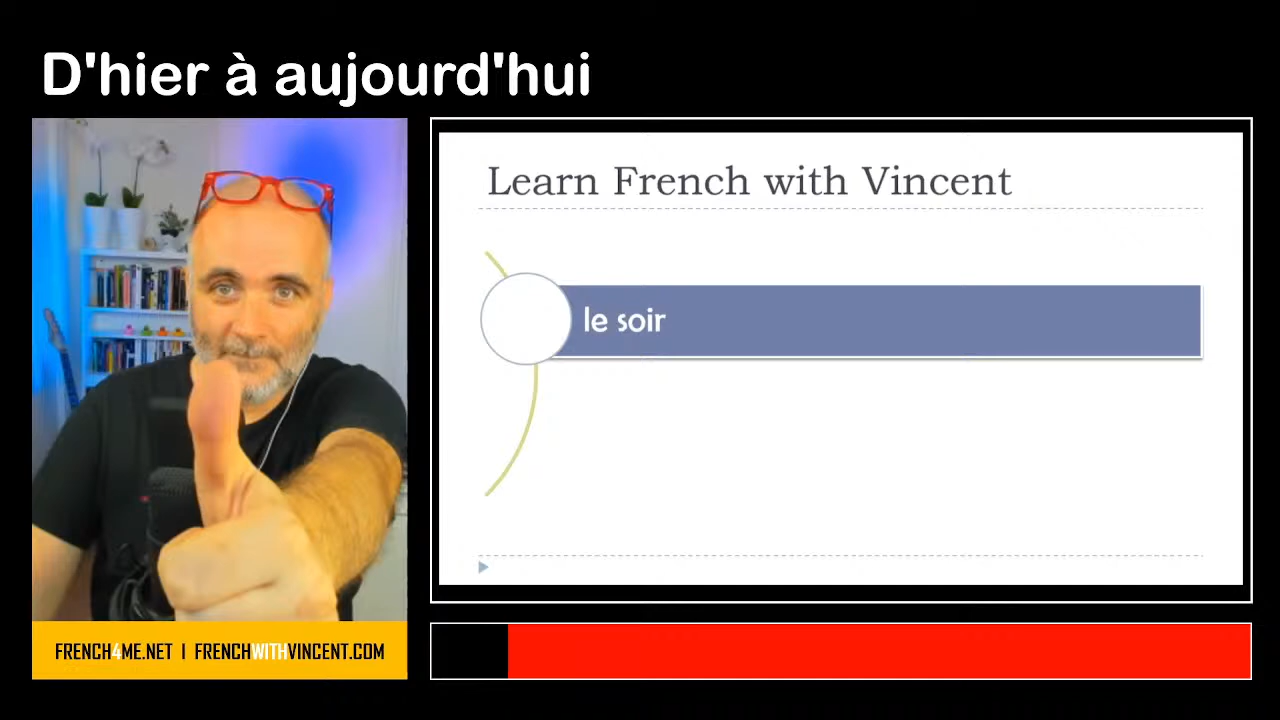 D'hier à aujourd'hui
Learn French with Vincent
le soir
FRENCH4ME.NET I FRENCHWITHVINCENT.COM